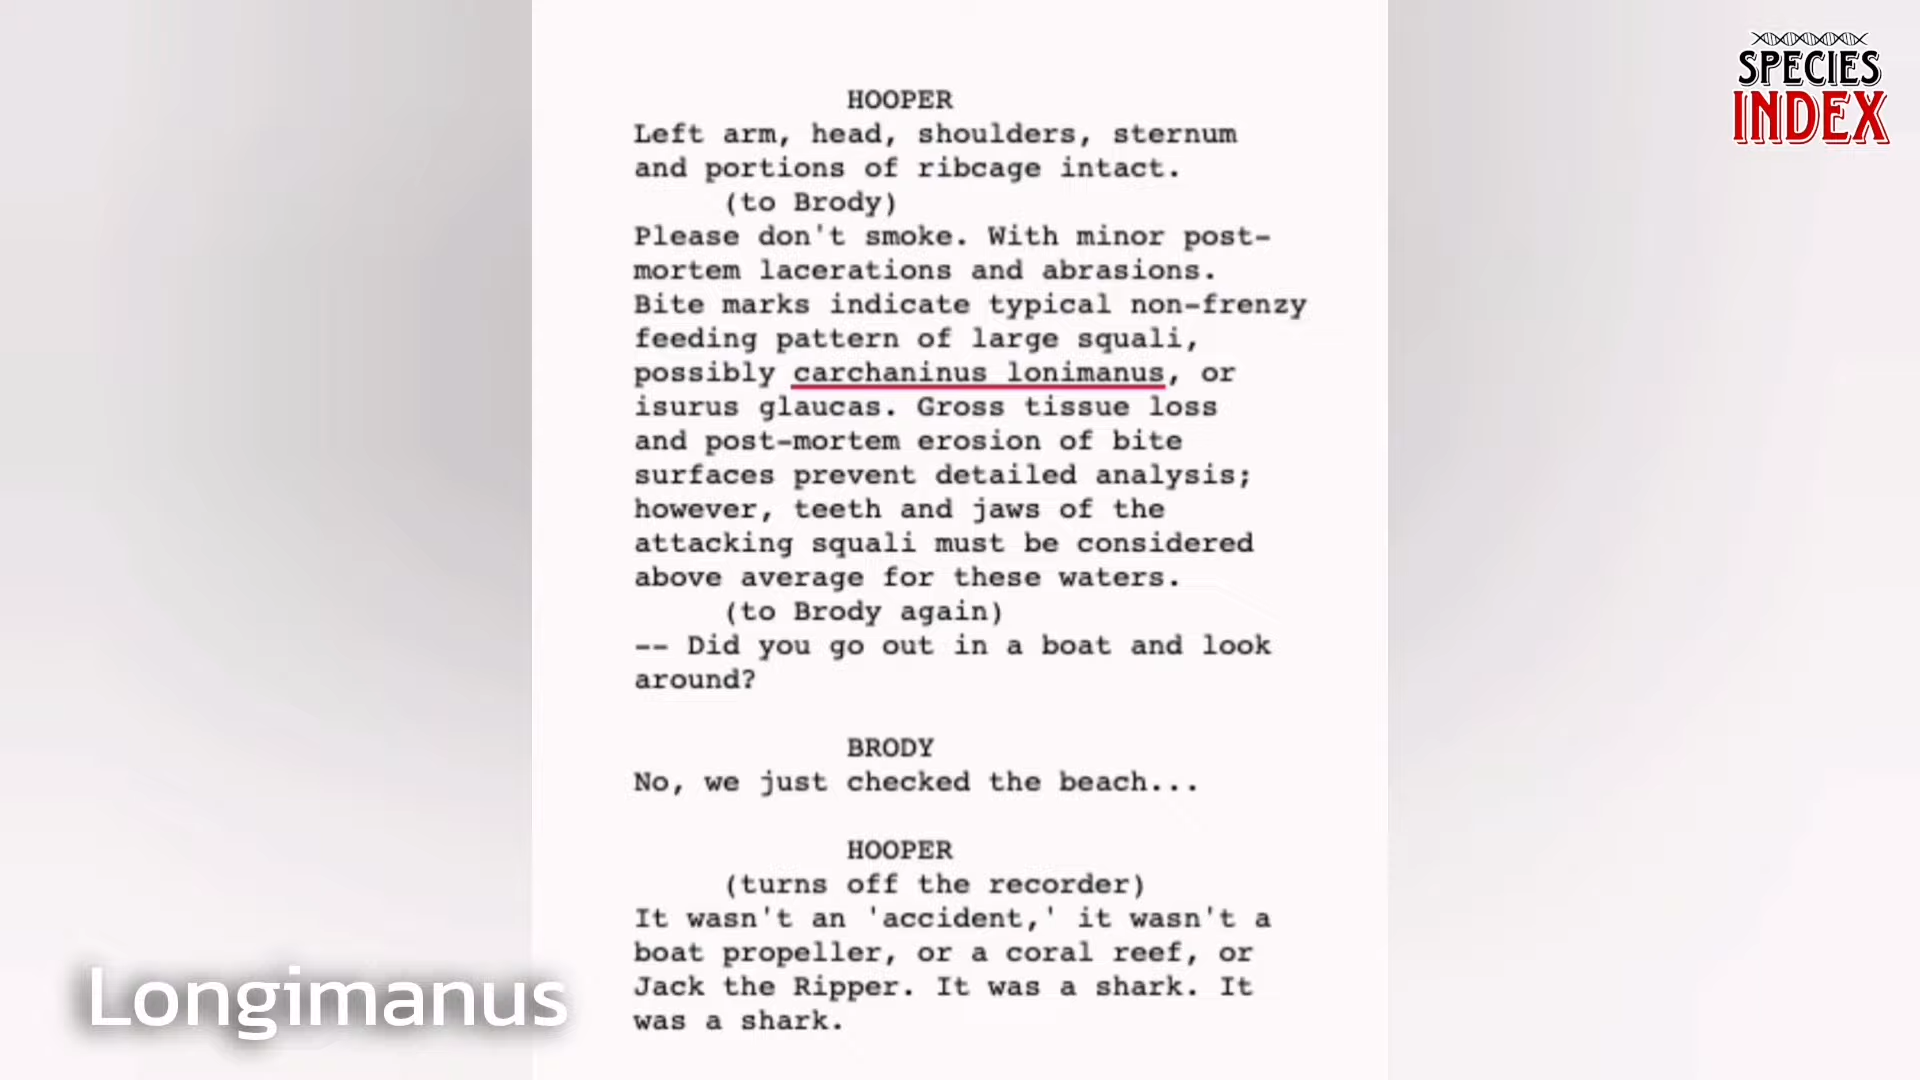 HOOPER
Left arm, head, shoulders, sternum
and portions of ribcage intact.
(to Brody)
Please don't smoke. With minor post-
mortem lacerations and abrasions.
Bite marks indicate typical non-frenzy
feeding pattern of large squali,
possibly carchaninus lonimanus, or
isurus glaucas. Gross tissue loss
and post-mortem erosion of bite
surfaces prevent detailed analysis;
however, teeth and jaws of the
attacking squali must be considered
above average for these waters.
(to Brody again)
-- Did you go out in a boat and look
around?
BRODY
No, we just checked the beach...
HOOPER
(turns off the recorder)
It wasn't an 'accident,' it wasn't a
boat propeller, or a coral reef, or
Jack the Ripper. It was a shark. It
was a shark.
Longimanus
SPECIES
INDEX